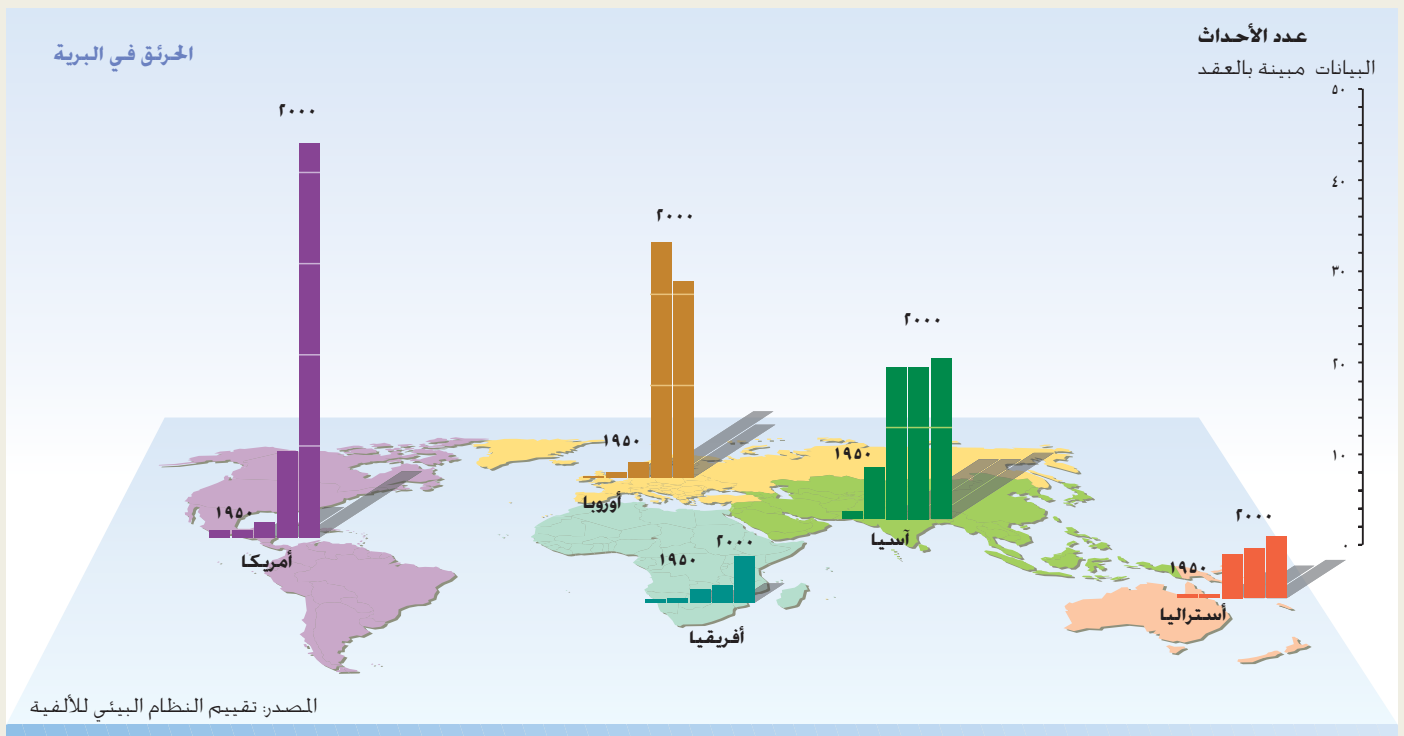 الحرئق في البرية
عدد الأحداث
البيانات مبينة بالعقد
٥٠
٤٠
٣٠
٢٠
١٠
٠
٢٠٠٠
١٩٥٠
أمريكا
٢٠٠٠
١٩٥٠
أوروبا
٢٠٠٠
١٩٥٠
آسيا
٢٠٠٠
١٩٥٠
أفريقيا
٢٠٠٠
١٩٥٠
أستراليا
المصدر: تقييم النظام البيئي للألفية